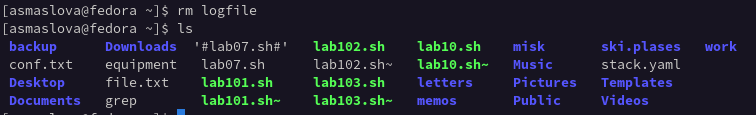 [asmaslova@fedora ~]$ rm logfile
[asmaslova@fedora ~]$ ls
backup Downloads '#lab07.sh#' lab102.sh lab10.sh misk ski.plases work
conf.txt equipment lab07.sh lab102.sh~ lab10.sh~ Music stack.yaml
Desktop file.txt lab101.sh lab103.sh letters Pictures Templates
Documents grep lab101.sh~ lab103.sh~ memos Public Videos
[asmaslova@fedora ~]$